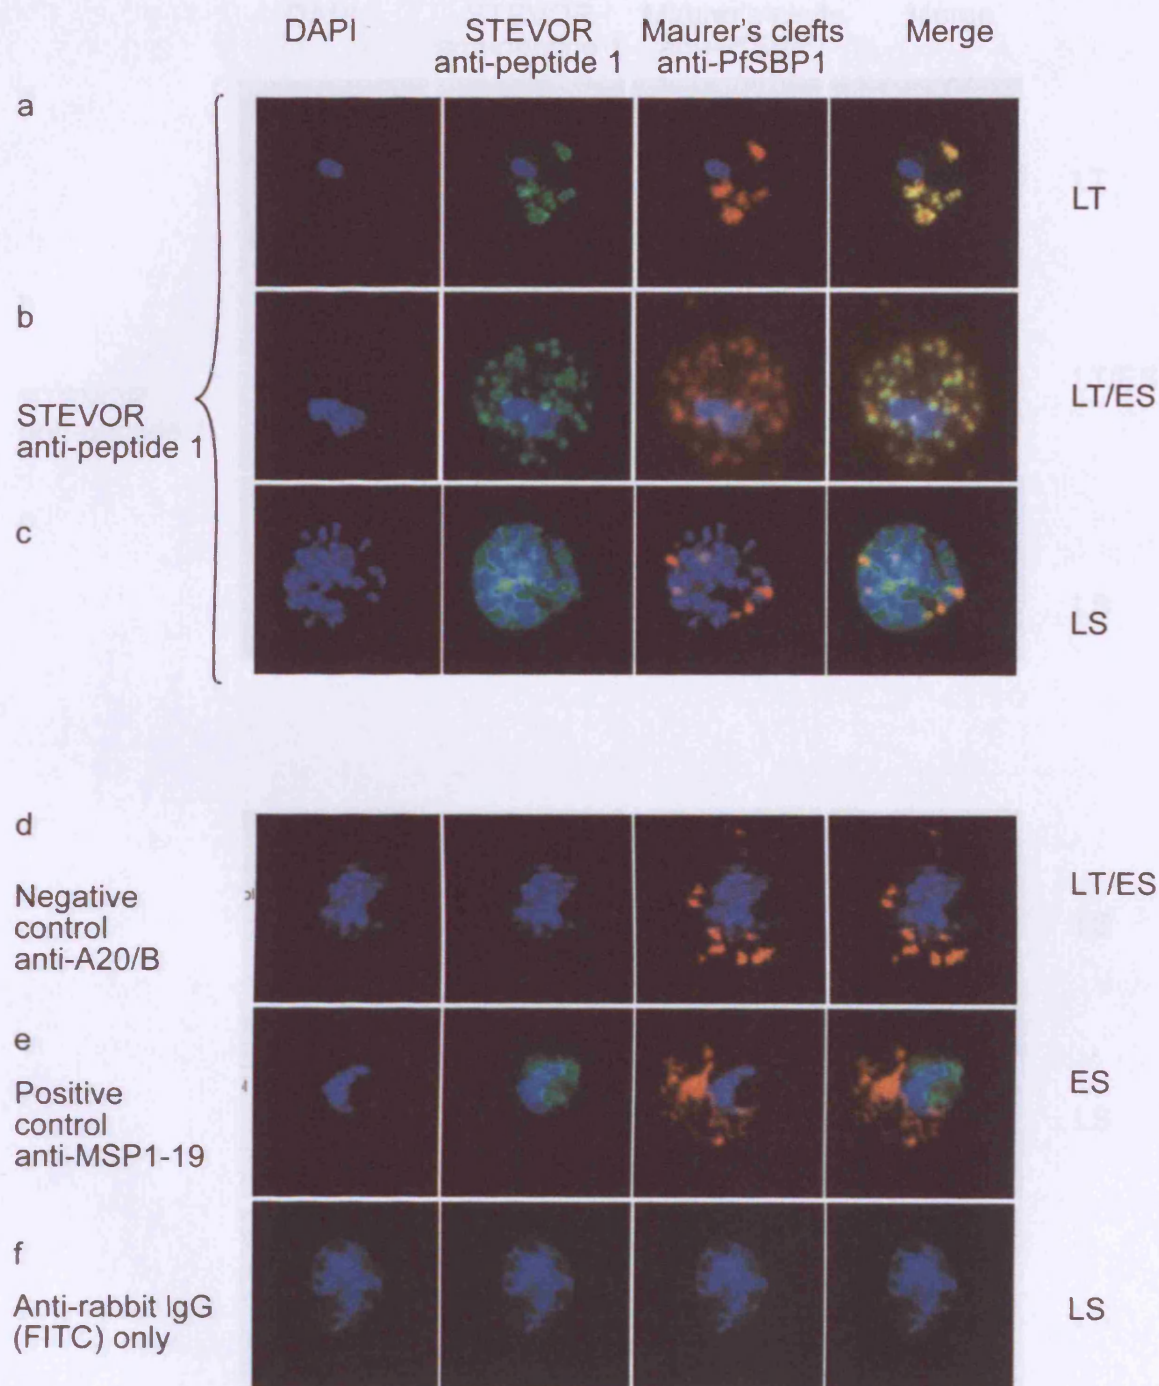 DAPI
STEVOR
anti-peptide 1
Maurer's clefts
anti-PfSBP1
Merge
a
LT
b
STEVOR
anti-peptide 1
LT/ES
c
LS
d
Negative
control
anti-A20/B
LT/ES
e
Positive
control
anti-MSP1-19
ES
f
Anti-rabbit IgG
(FITC) only
LS